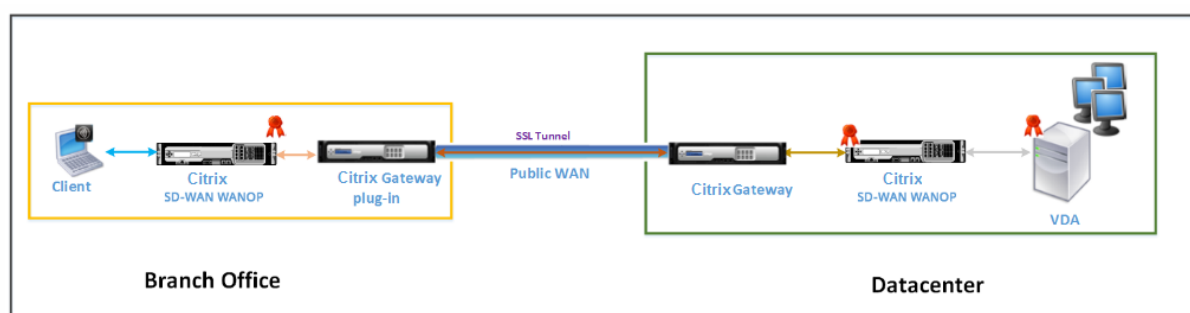 SSL Tunnel
Client
Citrix
SD-WAN WANOP
Citrix Gateway
plug-in
Public WAN
Citrix Gateway
Citrix
SD-WAN WANOP
VDA
Branch Office
Datacenter